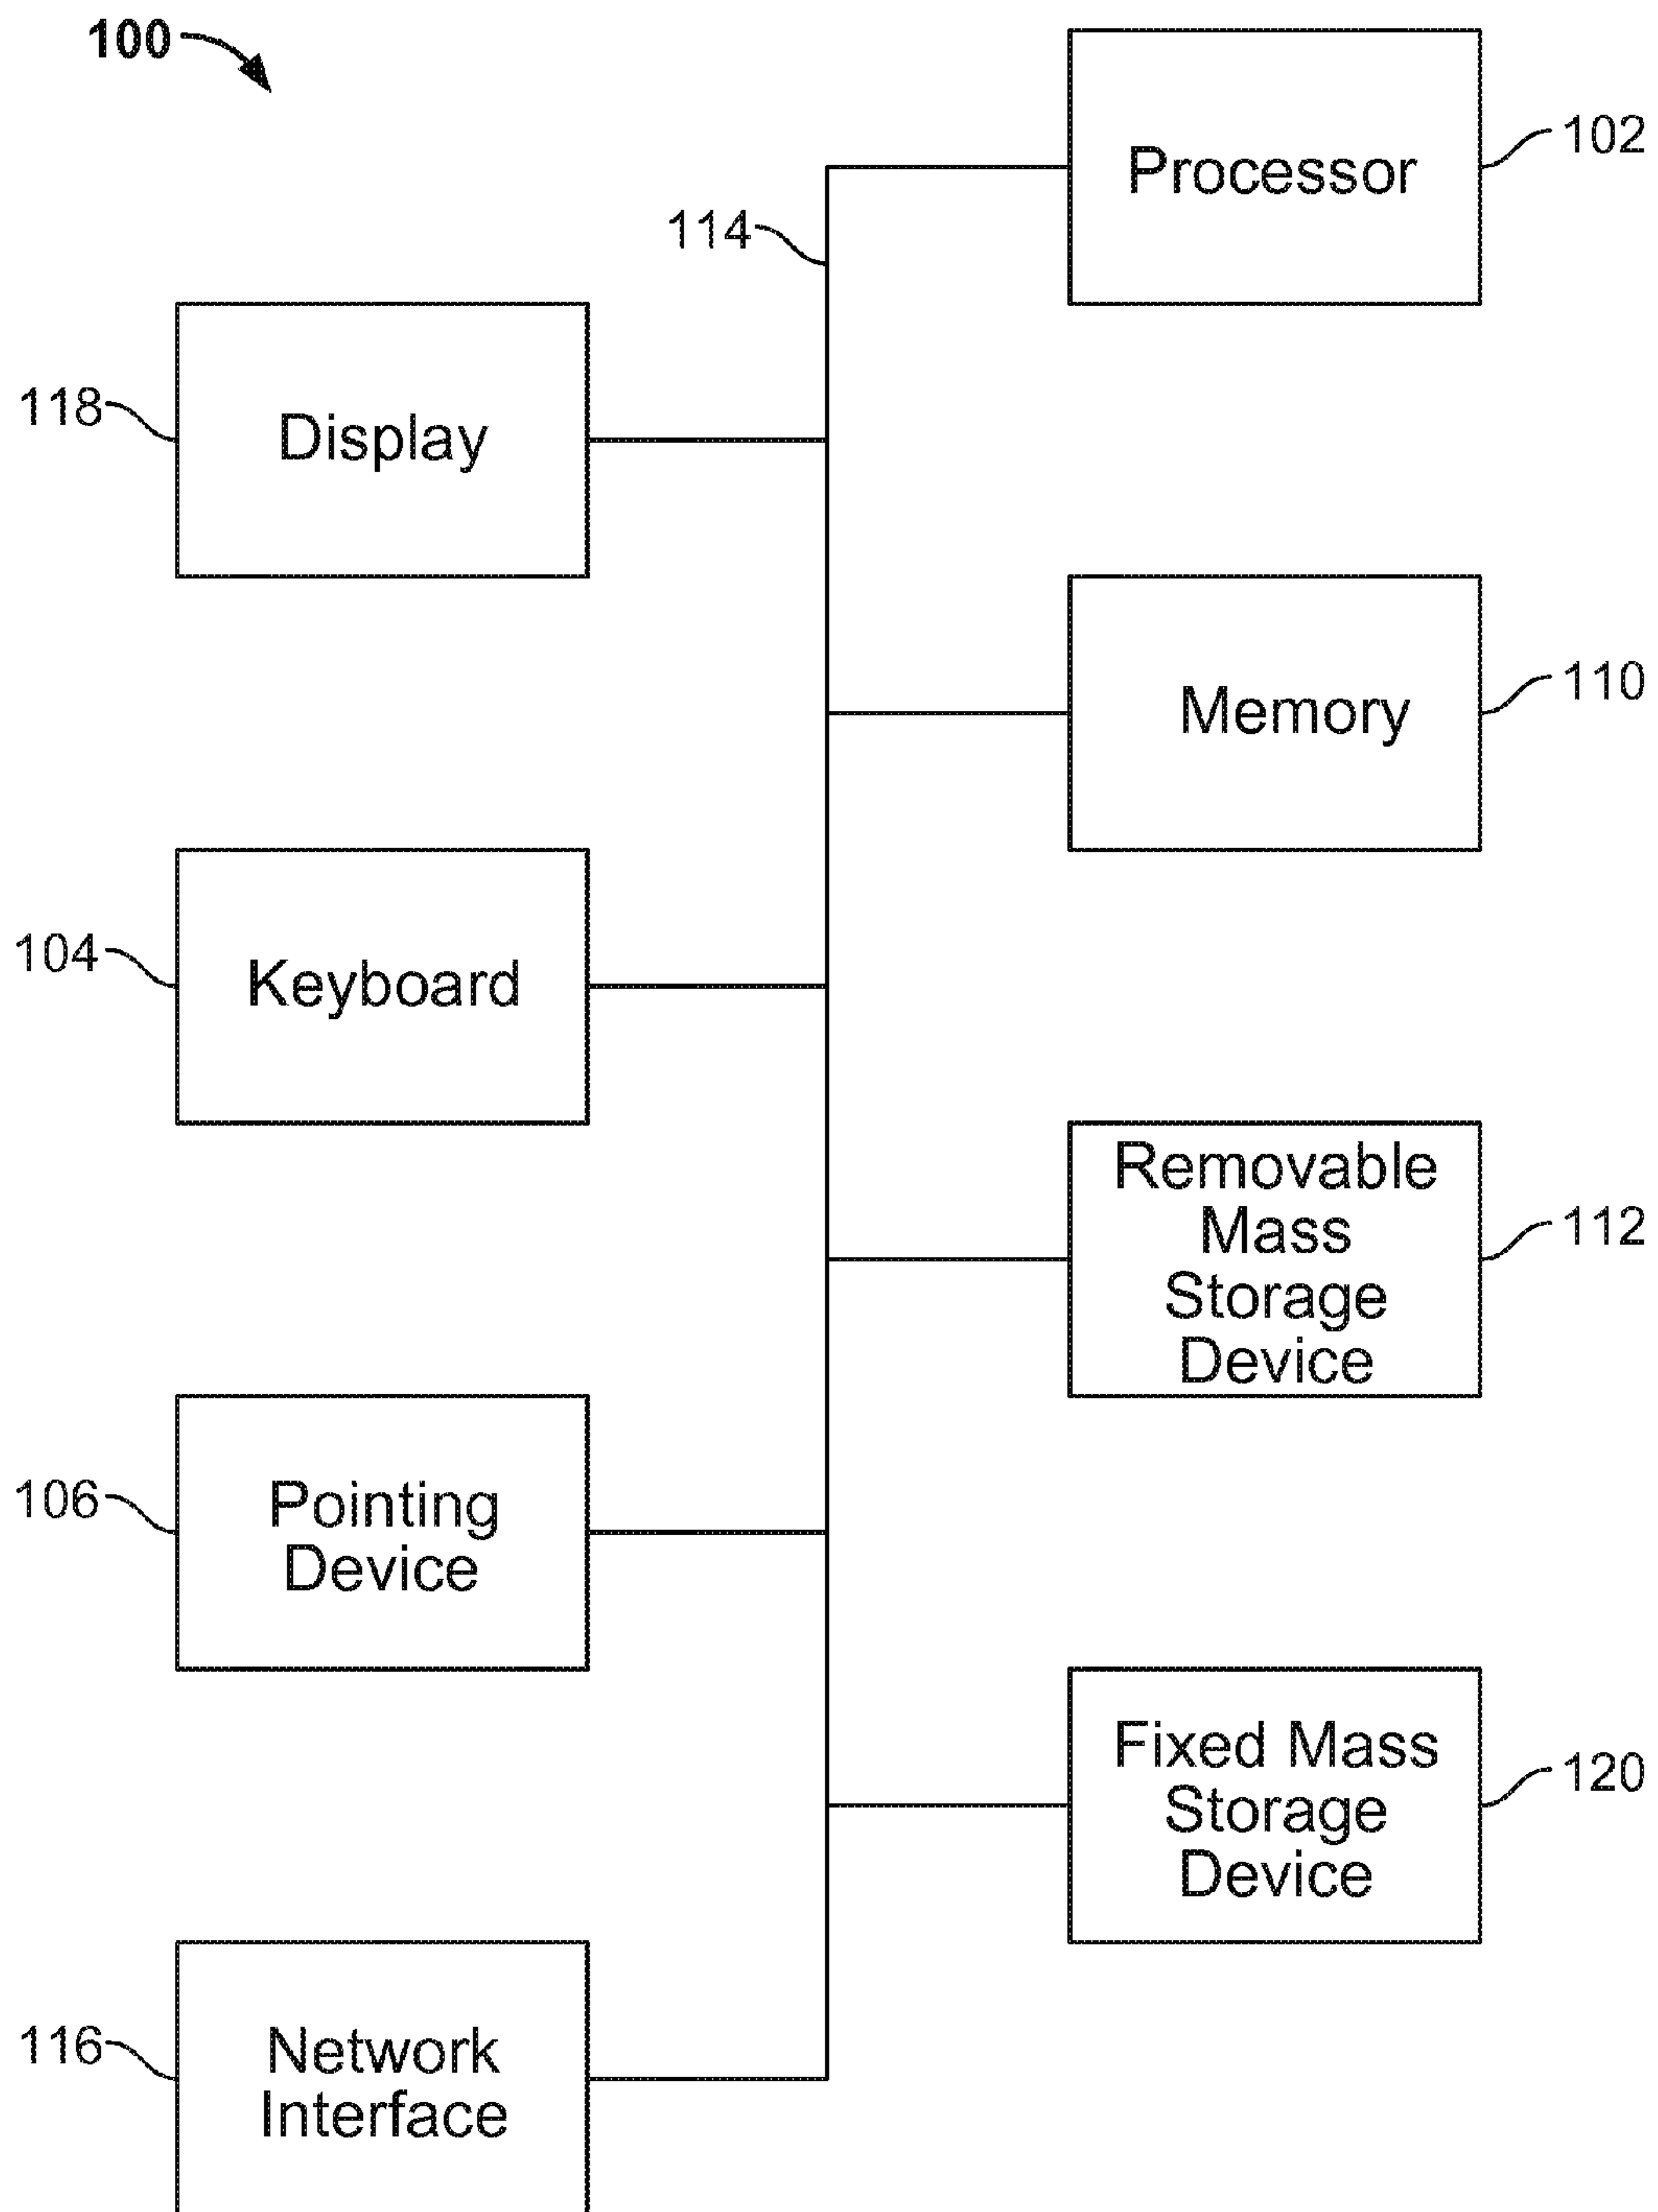 100
Processor
102
114
118
Display
Memory
110
104
Keyboard
Removable
Mass
Storage
Device
112
106
Pointing
Device
Fixed Mass
Storage
Device
120
116
Network
Interface